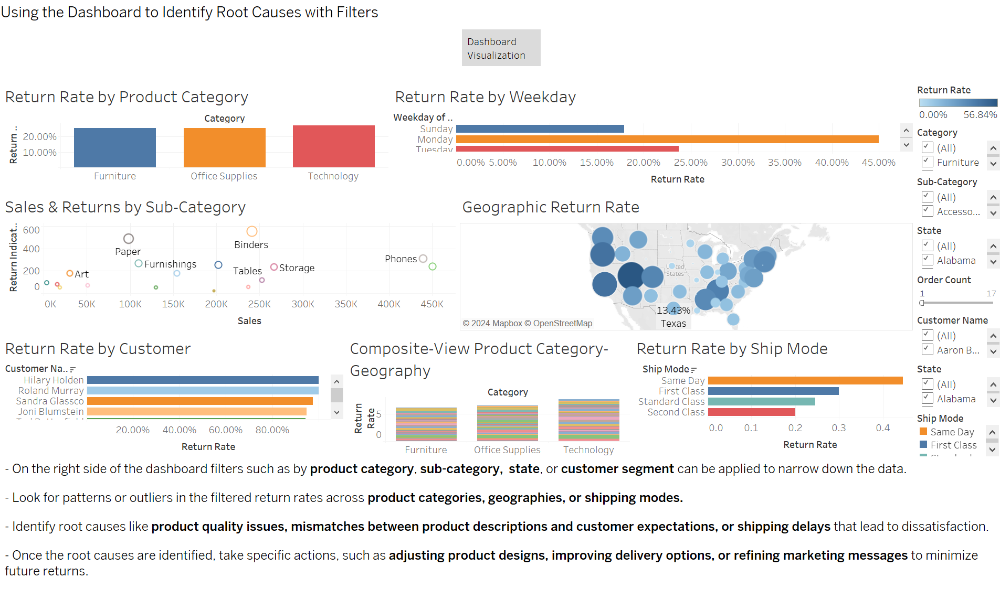 Using the Dashboard to Identify Root Causes with Filters
Dashboard
Visualization
Return Rate by Product Category
Category
Return ..
20.00%
10.00%
Furniture
Office Supplies
Technology
Return Rate by Weekday
Weekday of ..
Sunday
Monday
Tuesday
0.00% 5.00% 10.00% 15.00% 20.00% 25.00% 30.00% 35.00% 40.00% 45.00%
Return Rate
Return Rate
0.00% 56.84%
Category
(All)
Furniture
Sub-Category
(All)
Accesso...
State
(All)
Alabama
Order Count
1 17
Customer Name
(All)
Aaron B...
State
(All)
Alabama
Ship Mode
Same Day
First Class
Sales & Returns by Sub-Category
Return Indicat..
600
400
200
0
Paper
Binders
Furnishings
Art
Tables
Storage
Phones
0K 50K 100K 150K 200K 250K 300K 350K 400K 450K
Sales
Geographic Return Rate
United
States
13.43%
Texas
© 2024 Mapbox © OpenStreetMap
Return Rate by Customer
Customer Na..
Hilary Holden
Roland Murray
Sandra Glassco
Joni Blumstein
20.00% 40.00% 60.00% 80.00%
Return Rate
Composite-View Product Category-
Geography
Category
Return
Rate
5
0
Furniture
Office Supplies
Technology
Return Rate by Ship Mode
Ship Mode
Same Day
First Class
Standard Class
Second Class
0.0 0.1 0.2 0.3 0.4
Return Rate
- On the right side of the dashboard filters such as by product category, sub-category, state, or customer segment can be applied to narrow down the data.
- Look for patterns or outliers in the filtered return rates across product categories, geographies, or shipping modes.
- Identify root causes like product quality issues, mismatches between product descriptions and customer expectations, or shipping delays that lead to dissatisfaction.
- Once the root causes are identified, take specific actions, such as adjusting product designs, improving delivery options, or refining marketing messages to minimize
future returns.